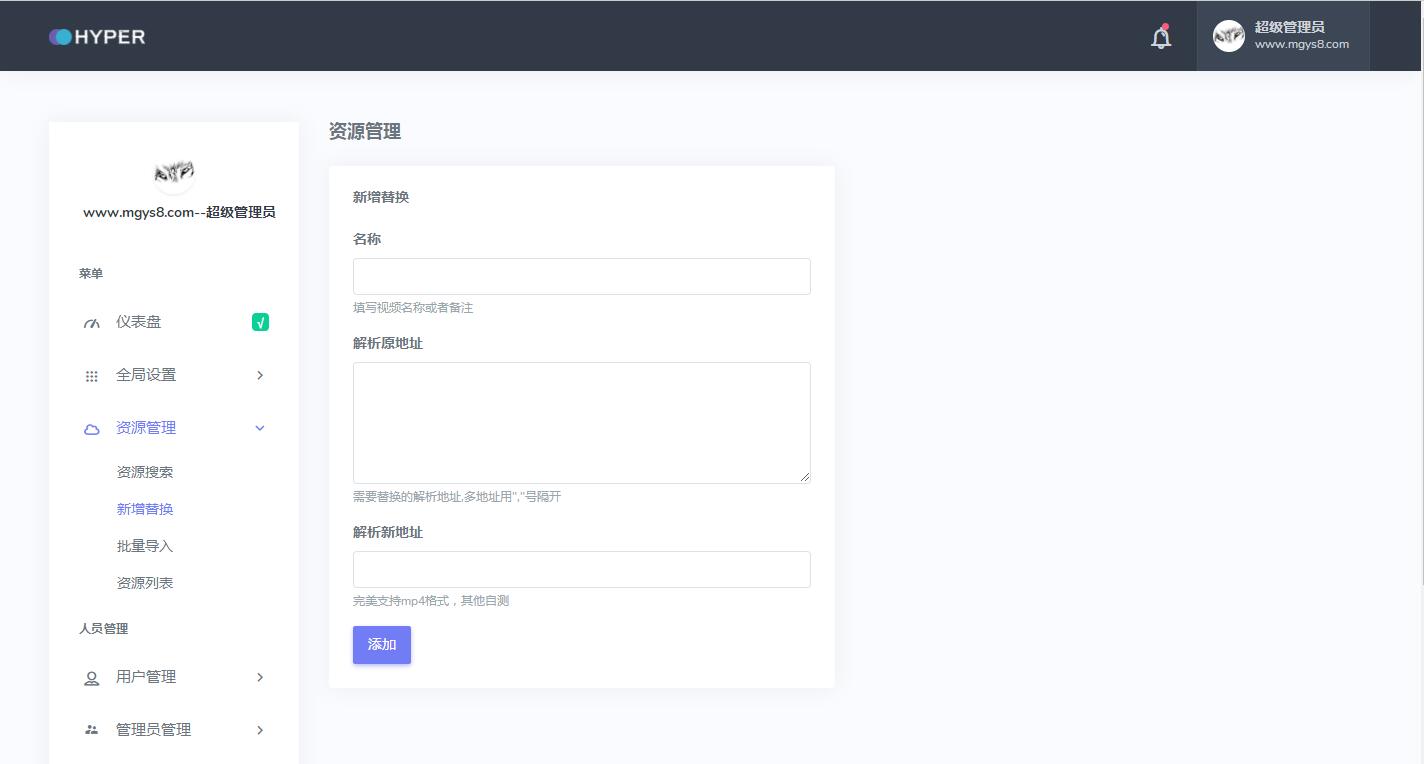 HYPER
超级管理员
www.mgys8.com
www.mgys8.com--超级管理员
菜单
仪表盘
√
全局设置
资源管理
资源搜索
新增替换
批量导入
资源列表
人员管理
用户管理
管理员管理
资源管理
新增替换
名称
填写视频名称或者备注
解析原地址
需要替换的解析地址,多地址用","号隔开
解析新地址
完美支持mp4格式，其他自测
添加